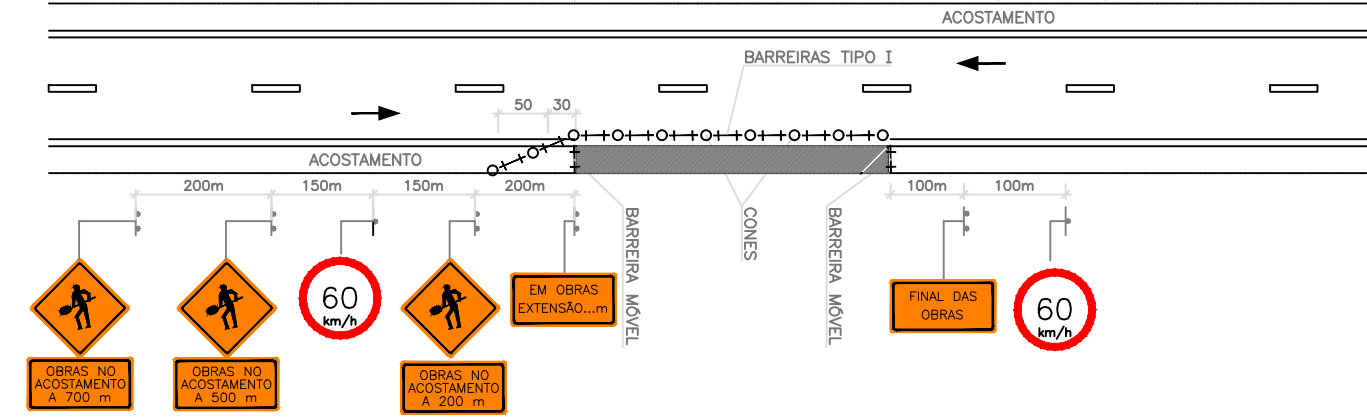 ACOSTAMENTO
BARREIRAS TIPO I
50
30
ACOSTAMENTO
200m
150m
150m
200m
100m
100m
BARREIRA MÓVEL
CONES
BARREIRA MÓVEL
OBRAS NO
ACOSTAMENTO
A 700 m
OBRAS NO
ACOSTAMENTO
A 500 m
60
km/h
OBRAS NO
ACOSTAMENTO
A 200 m
EM OBRAS
EXTENSÃO...m
FINAL DAS
OBRAS
60
km/h